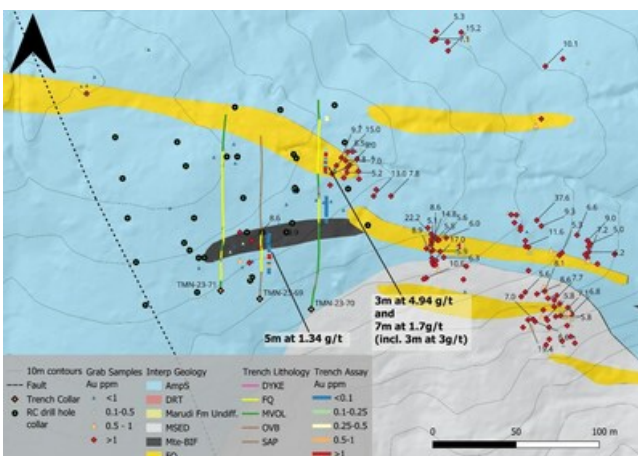 5.3
15.2
7.1
10.1
9.7 15.0
7.0
5.2 13.0 7.8
8.6
22.2
14.8
5.6
6.0
17.0
37.6
9.3
11.6
5.3
6.6
9.0
5.0
7.2
8.1
5.6
8.6
7.7
7.1
6.8
7.0
5.8
5.8
8.6
TMN-23-71
TMN-23-69
TMN-23-70
5m at 1.34 g/t
3m at 4.94 g/t
and
7m at 1.7g/t
(incl. 3m at 3g/t)
10m contours
Fault
Trench Collar
RC drill hole
collar
Grab Samples
Au ppm
<1
0.1-0.5
0.5 - 1
>1
Interp Geology
AmpS
DRT
Marudi Fm Undiff.
MSED
Mte-BIF
FQ
Trench Lithology
DYKE
FQ
MVOL
OVB
SAP
Trench Assay
Au ppm
<0.1
0.1-0.25
0.25-0.5
0.5-1
>1
0 50 100 m